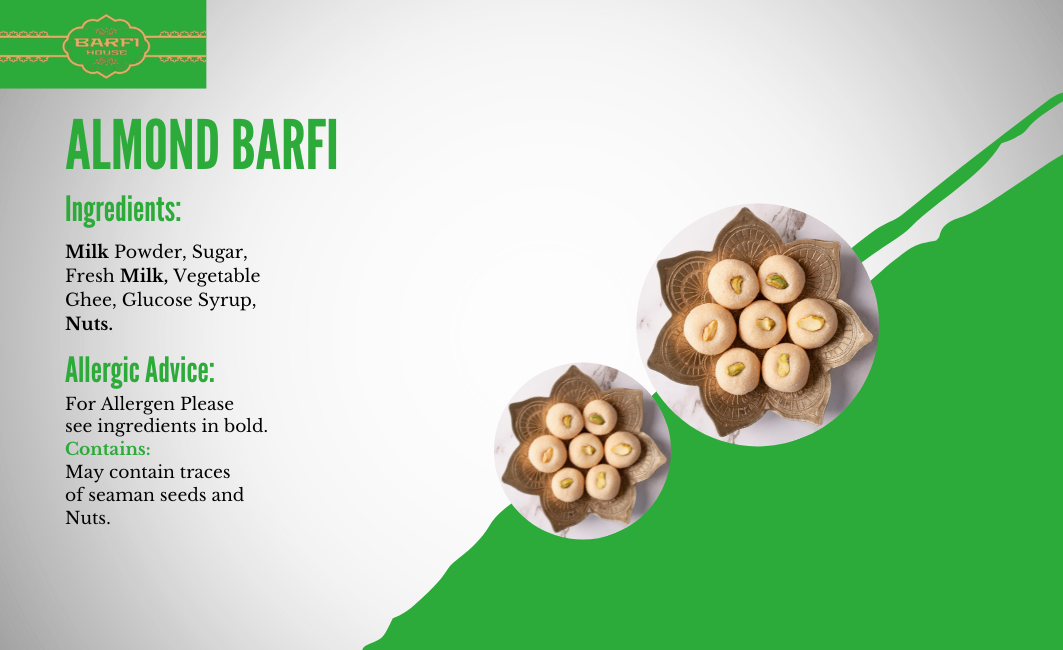 BARFI
HOUSE
ALMOND BARFI
Ingredients:
Milk Powder, Sugar,
Fresh Milk, Vegetable
Ghee, Glucose Syrup,
Nuts.
Allergic Advice:
For Allergen Please
see ingredients in bold.
Contains:
May contain traces
of seaman seeds and
Nuts.